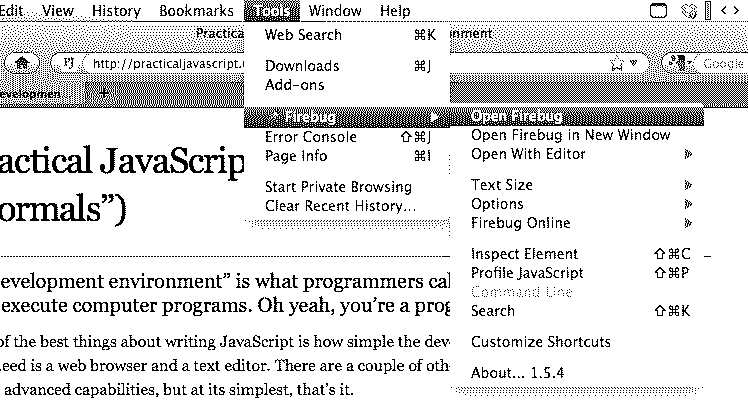 Edit View History Bookmarks Tools Window Help
Practica nment
http://practicaljavascript. Google
evelopmen +
Web Search ⌘K
Downloads ⌘J
Add-ons
Firebug ▶
Error Console ⇧⌘J
Page Info ⌘I
Start Private Browsing
Clear Recent History...
Open Firebug
Open Firebug in New Window
Open With Editor
Text Size
Options
Firebug Online
Inspect Element ⇧⌘C
Profile JavaScript ⇧⌘P
Command Line
Search ⇧⌘K
Customize Shortcuts
About... 1.5.4
actical JavaScrip
ormals”)
evelopment environment” is what programmers cal
execute computer programs. Oh yeah, you’re a prog
of the best things about writing JavaScript is how simple the dev
eed is a web browser and a text editor. There are a couple of oth
advanced capabilities, but at its simplest, that’s it.